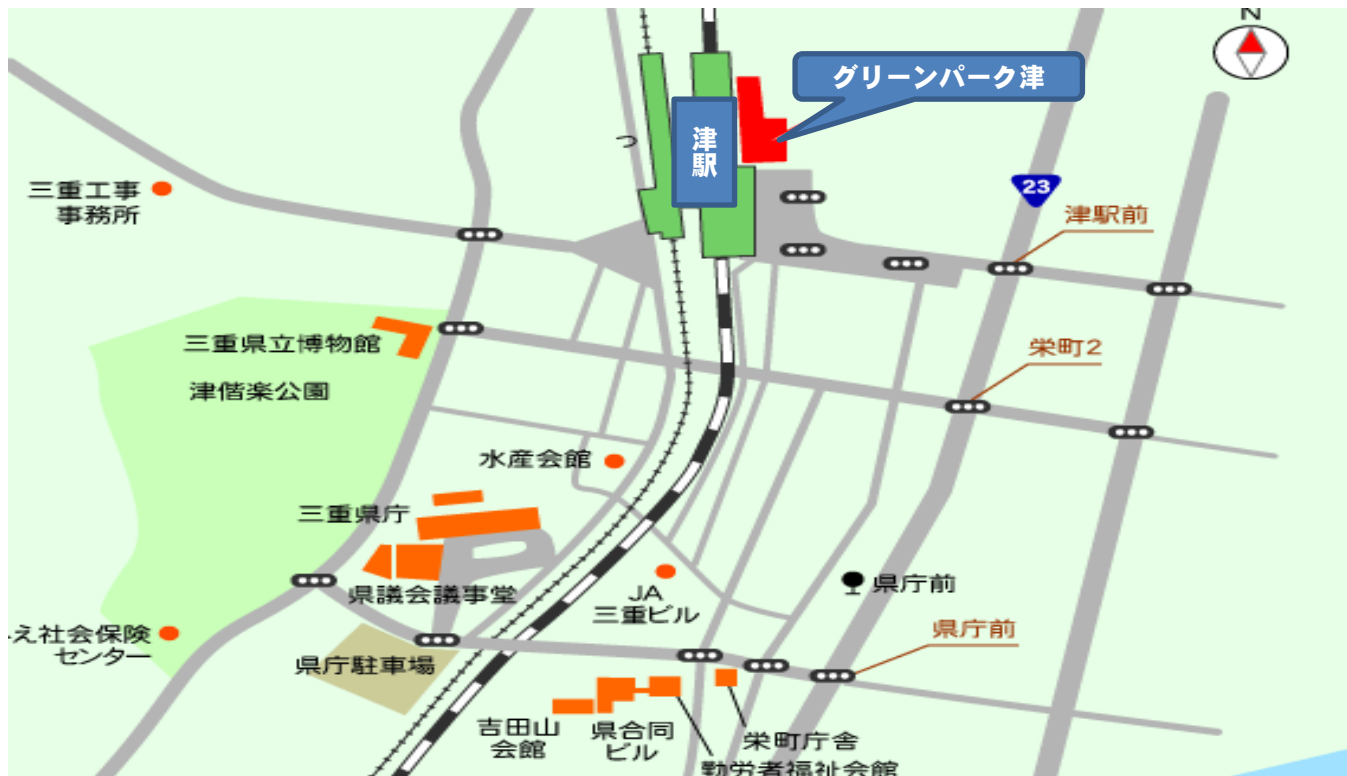 N
グリーンパーク津
津
駅
つ
23
津駅前
三重工事
事務所
三重県立博物館
栄町2
津偕楽公園
水産会館
三重県庁
県議会議事堂
JA
三重ビル
県庁前
県庁前
え社会保険
センター
県庁駐車場
吉田山
会館
県合同
ビル
栄町庁舎
勤労者福祉会館